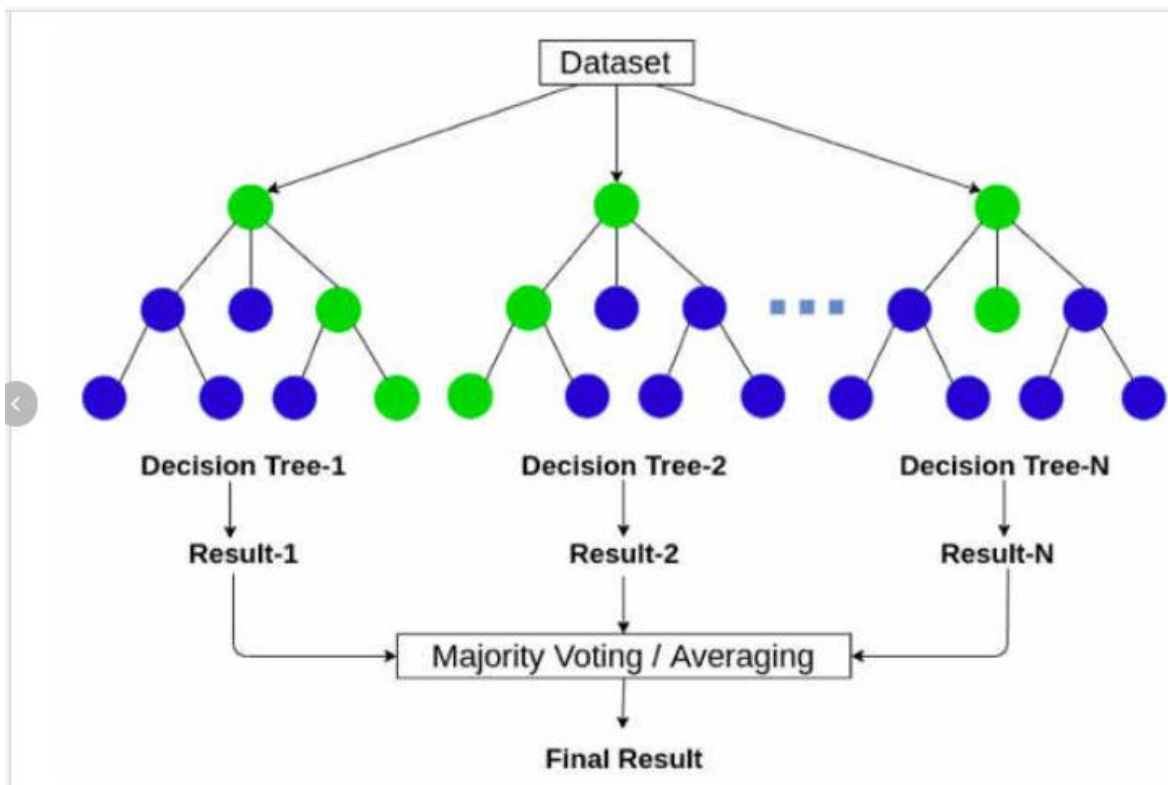 Dataset
Decision Tree-1
Decision Tree-2
Decision Tree-N
Result-1
Result-2
Result-N
Majority Voting / Averaging
Final Result